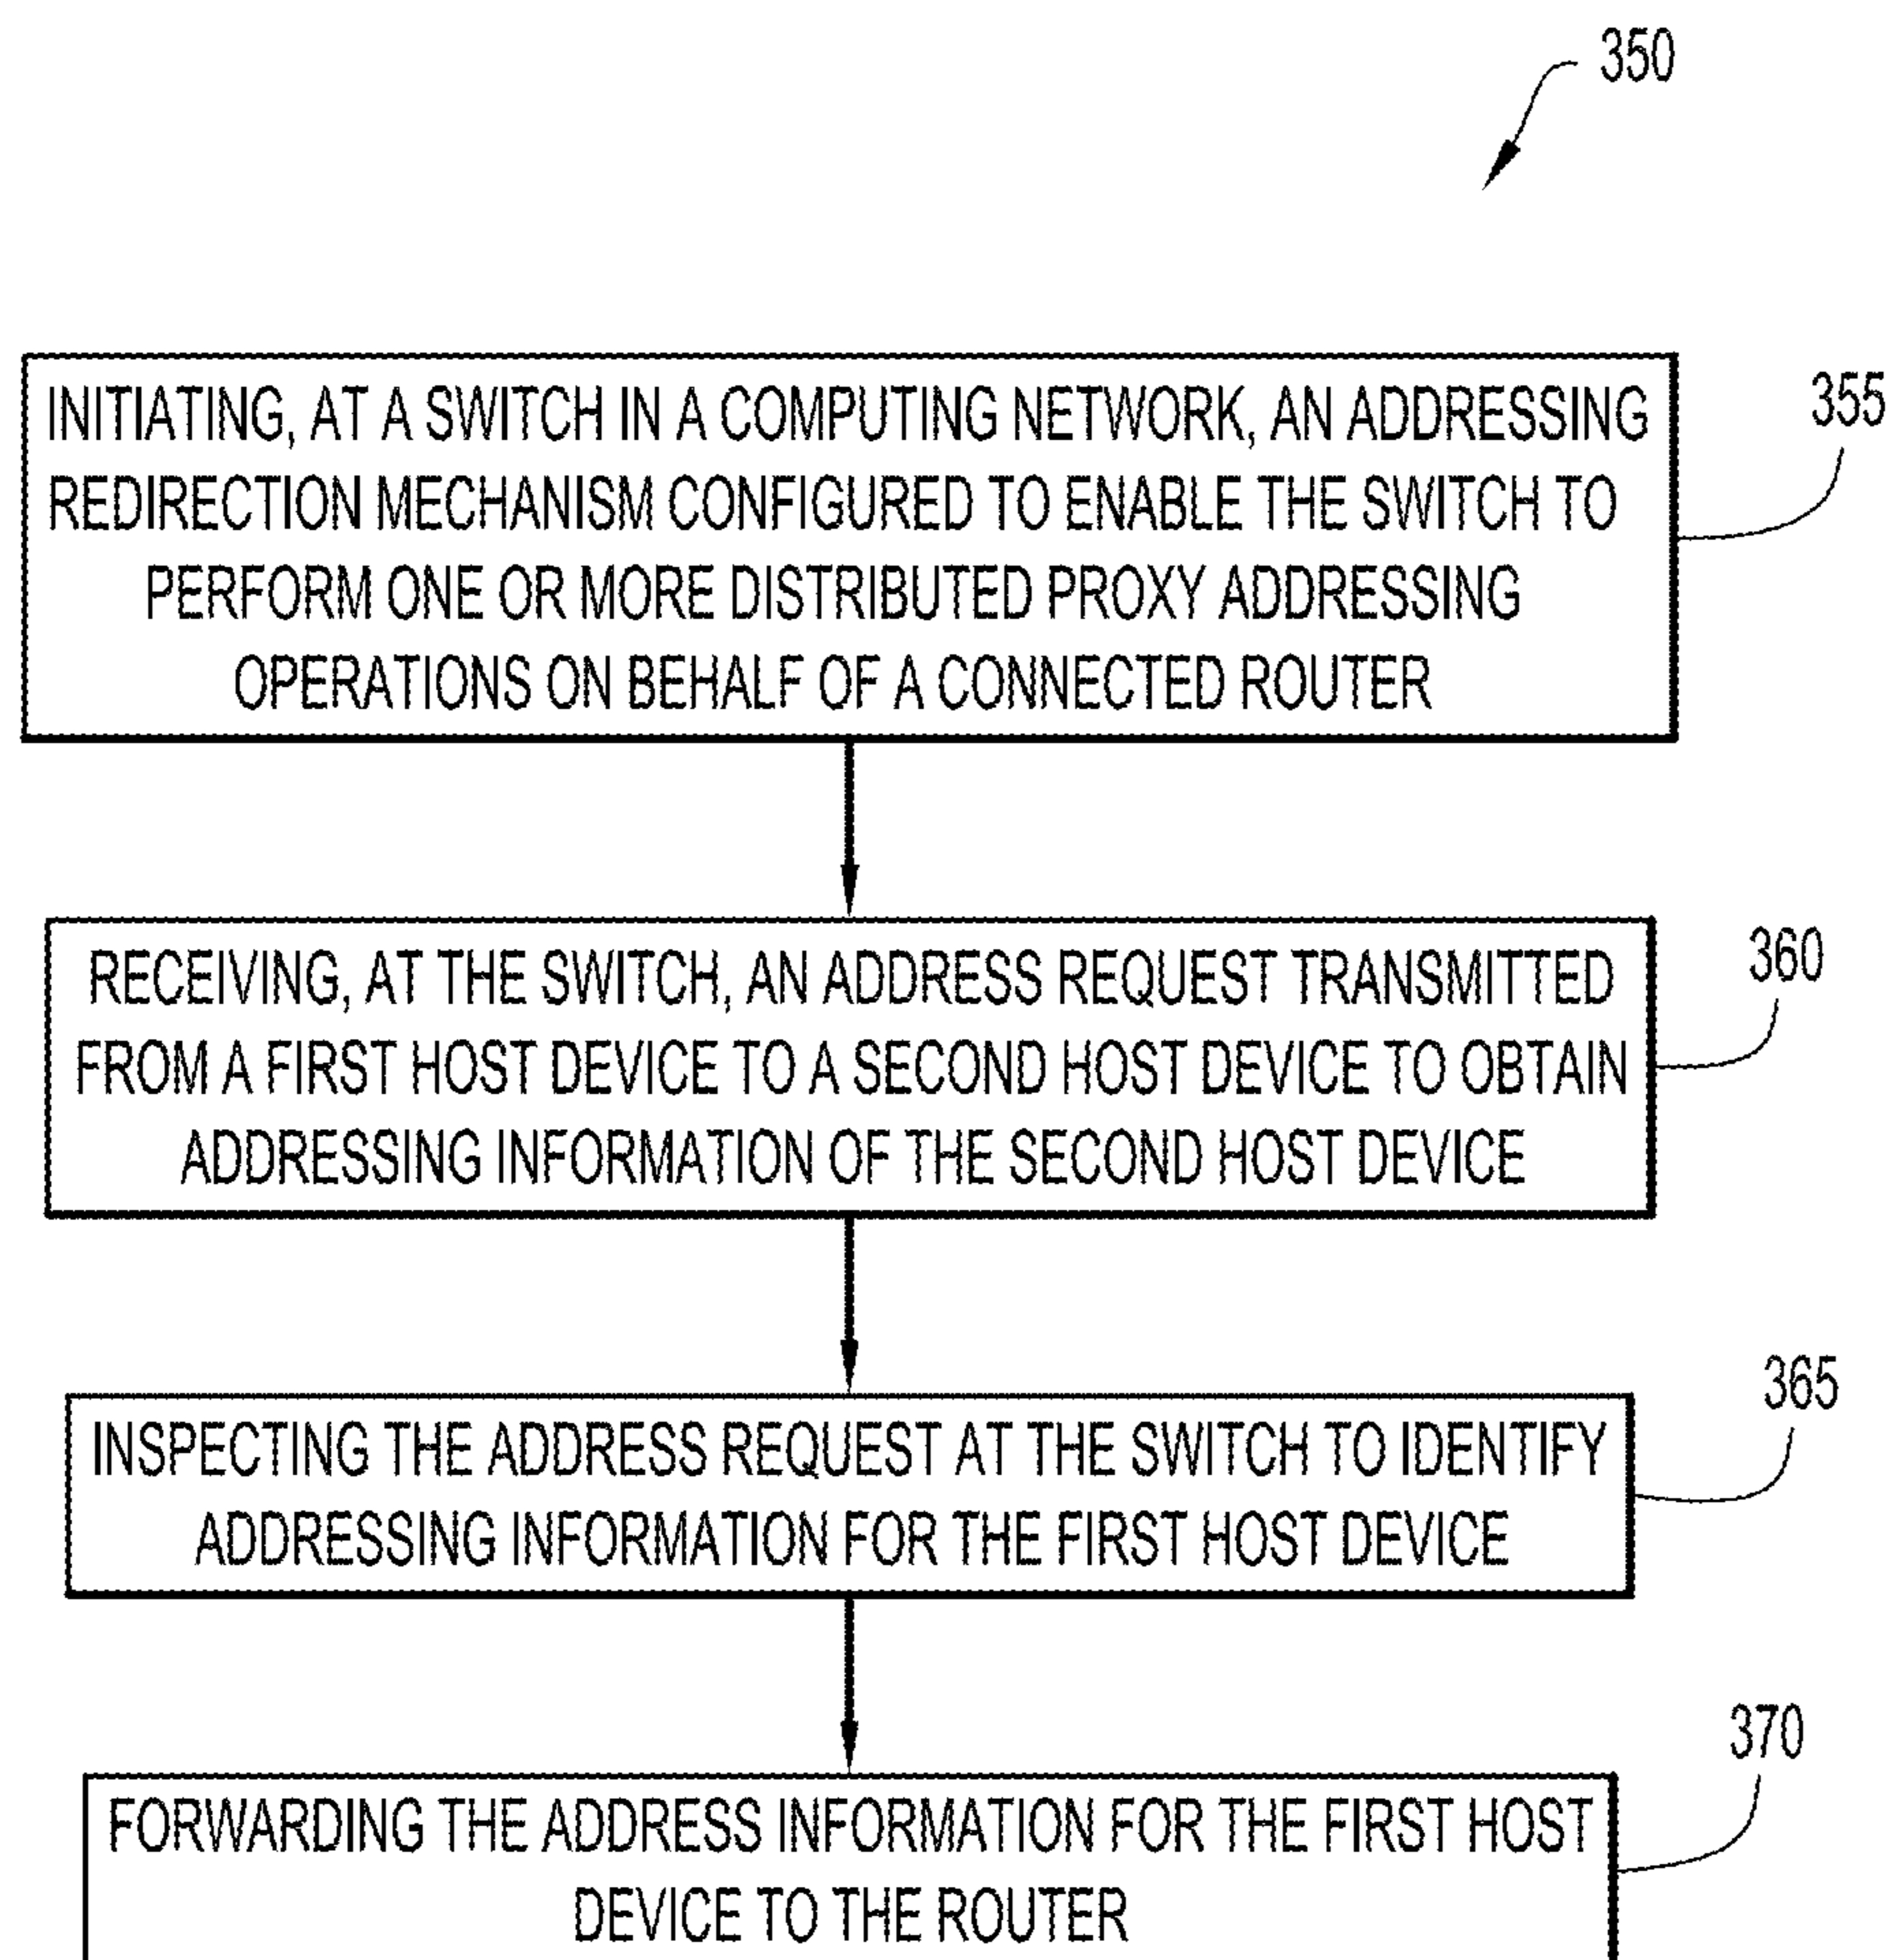 350
INITIATING, AT A SWITCH IN A COMPUTING NETWORK, AN ADDRESSING
REDIRECTION MECHANISM CONFIGURED TO ENABLE THE SWITCH TO
PERFORM ONE OR MORE DISTRIBUTED PROXY ADDRESSING
OPERATIONS ON BEHALF OF A CONNECTED ROUTER
355
RECEIVING, AT THE SWITCH, AN ADDRESS REQUEST TRANSMITTED
FROM A FIRST HOST DEVICE TO A SECOND HOST DEVICE TO OBTAIN
ADDRESSING INFORMATION OF THE SECOND HOST DEVICE
360
INSPECTING THE ADDRESS REQUEST AT THE SWITCH TO IDENTIFY
ADDRESSING INFORMATION FOR THE FIRST HOST DEVICE
365
FORWARDING THE ADDRESS INFORMATION FOR THE FIRST HOST
DEVICE TO THE ROUTER
370